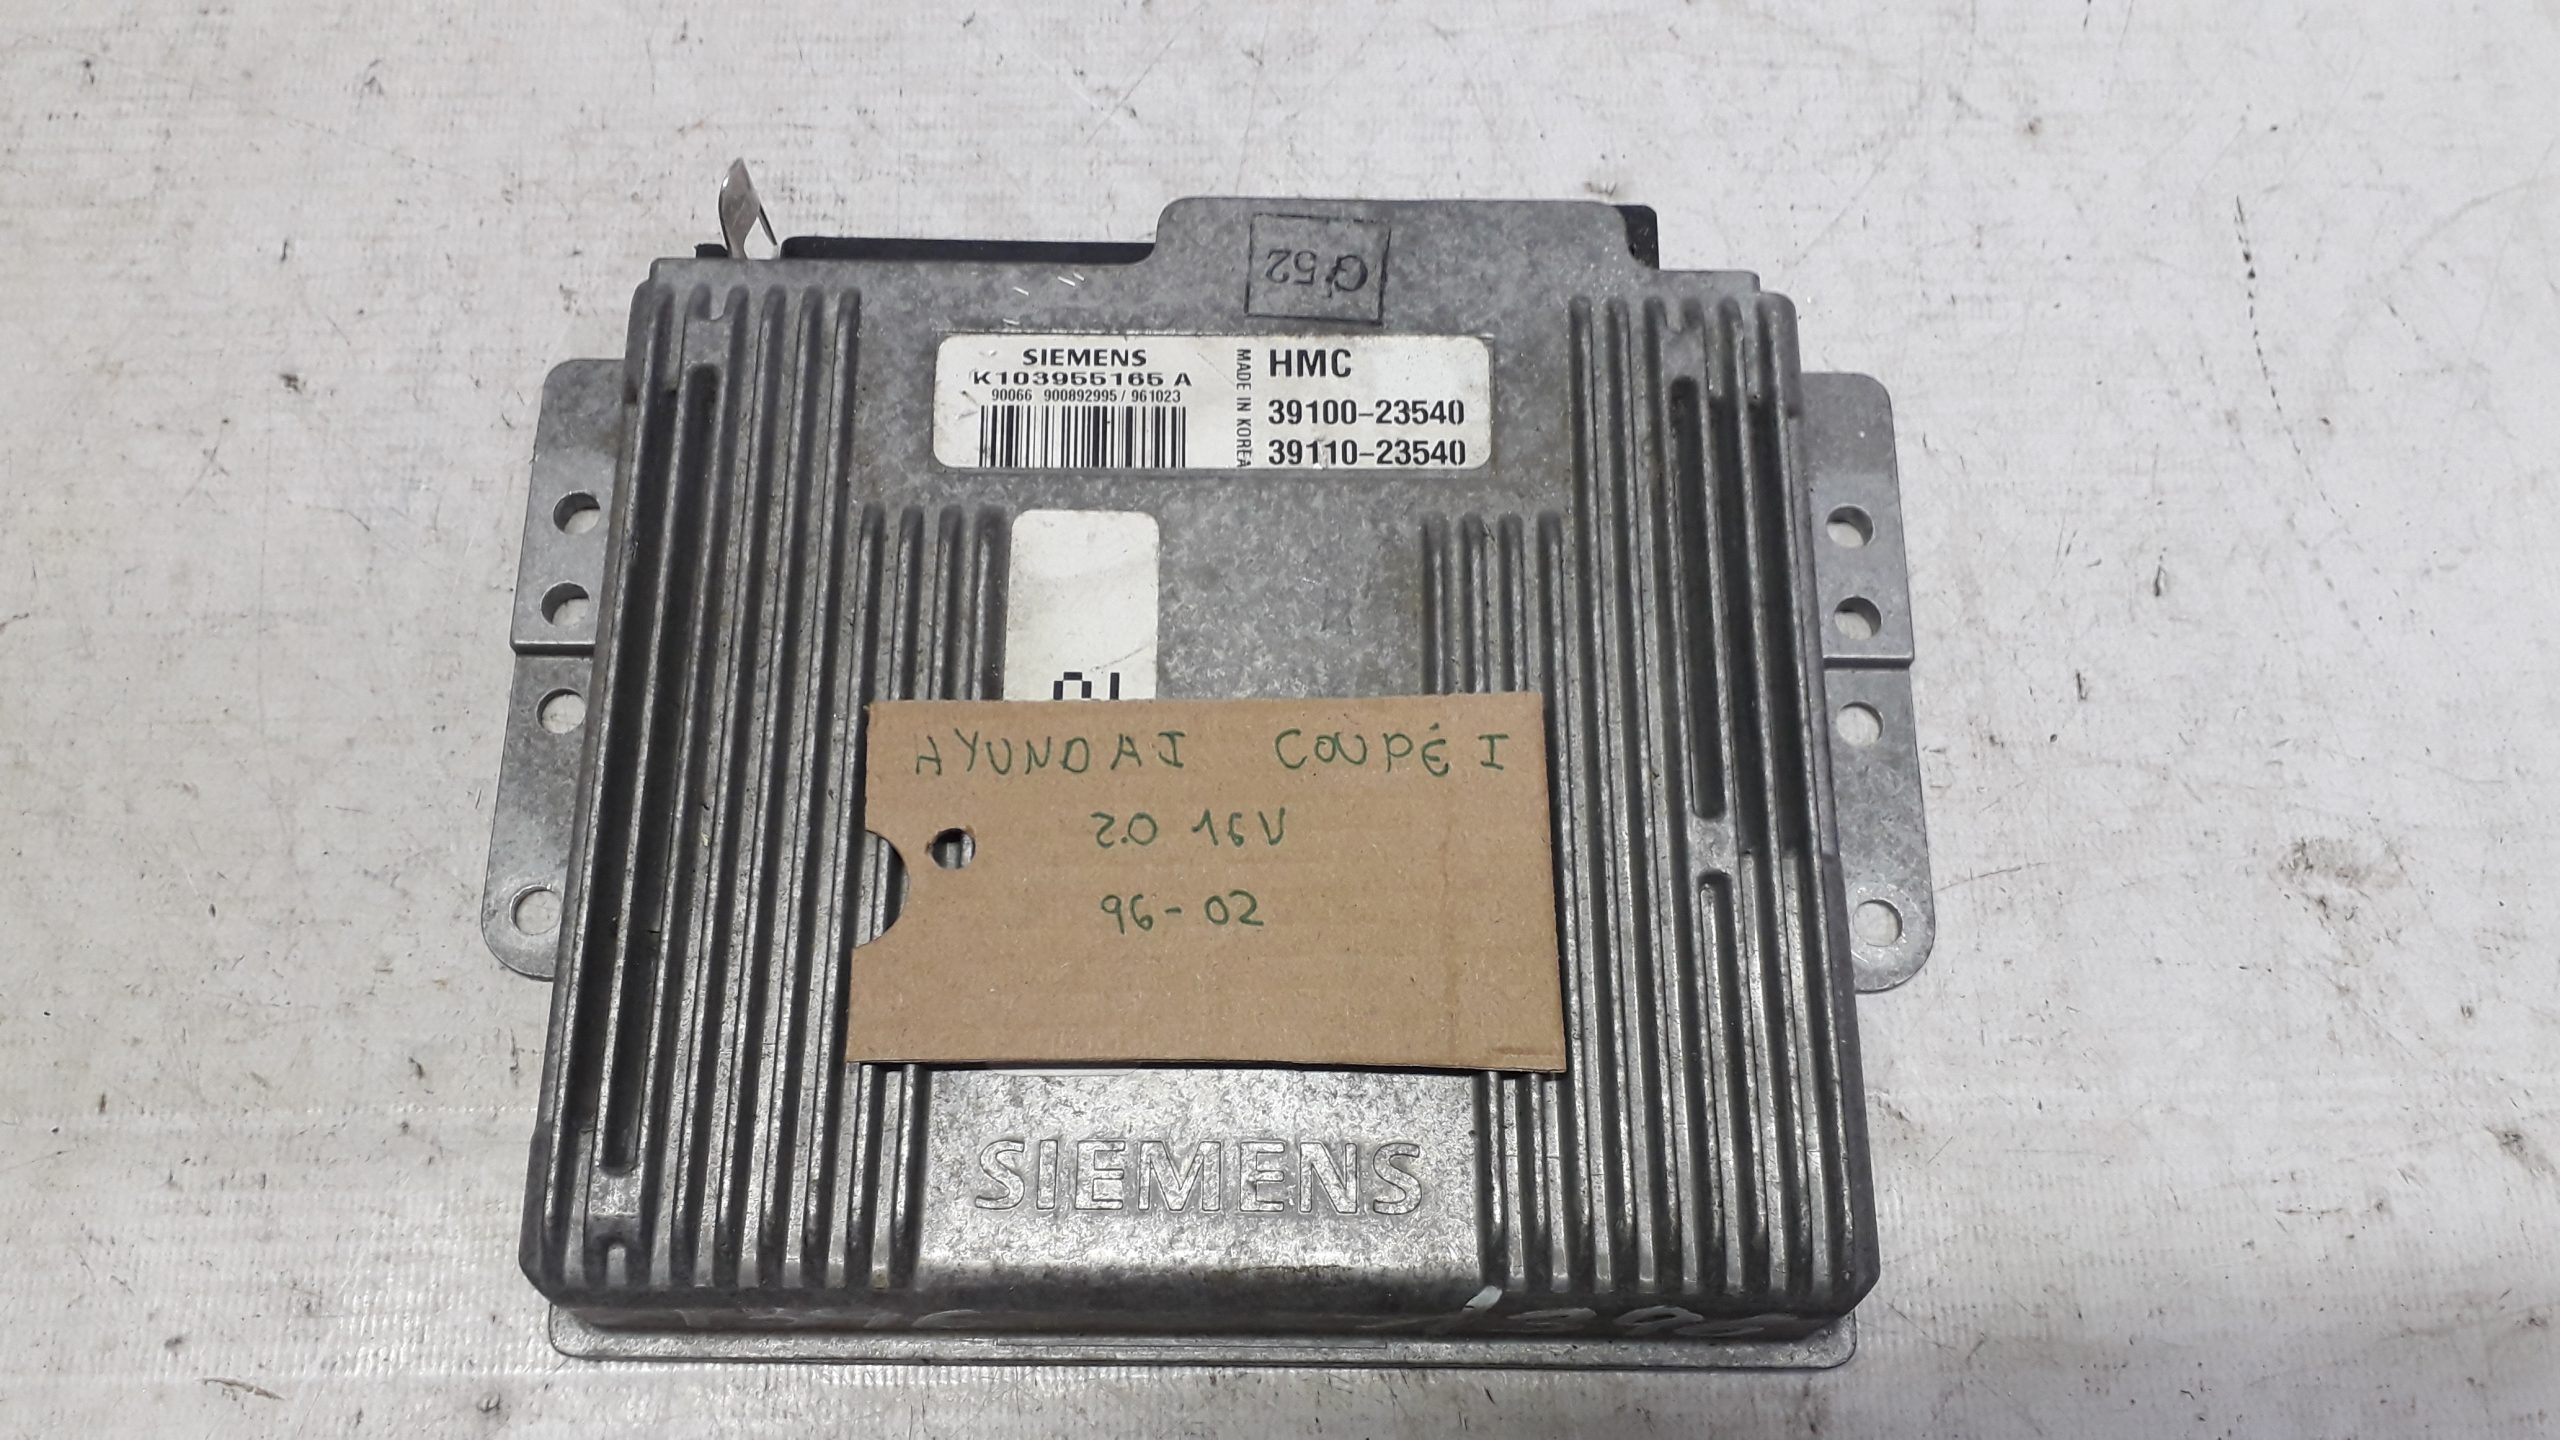 G52
SIEMENS
K103955165 A
90066 900892995 / 961023
MADE IN KOREA
HMC
39100-23540
39110-23540
HYUNDAI COUPÉ I
2.0 16V
96-02
SIEMENS